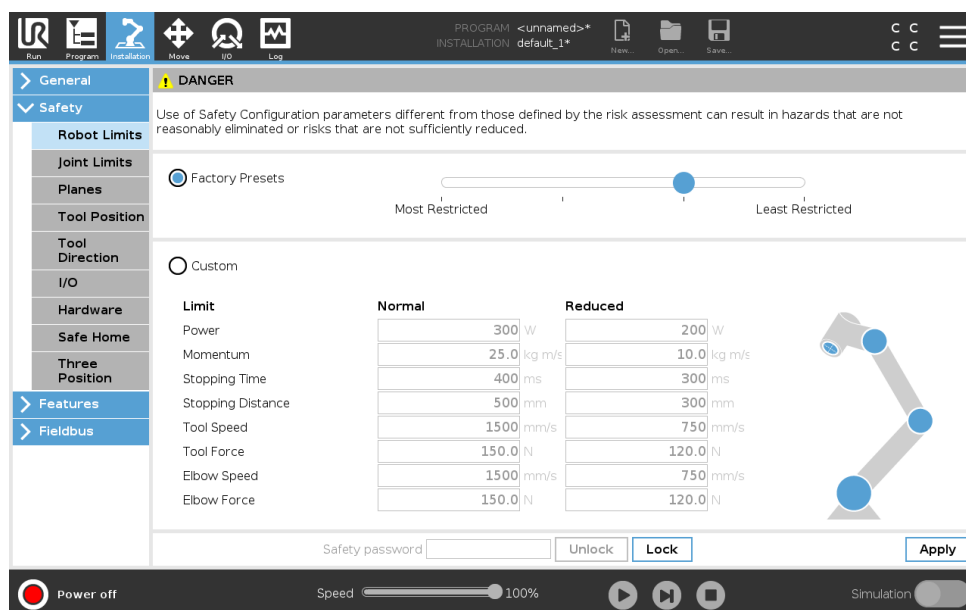 PROGRAM <unnamed>*
INSTALLATION default_1*
Run Program Installation Move I/O Log New... Open... Save...
C C
C C
General
Safety
Robot Limits
Joint Limits
Planes
Tool Position
Tool
Direction
I/O
Hardware
Safe Home
Three
Position
Features
Fieldbus
DANGER
Use of Safety Configuration parameters different from those defined by the risk assessment can result in hazards that are not
reasonably eliminated or risks that are not sufficiently reduced.
Factory Presets
Most Restricted Least Restricted
Custom
Limit Normal Reduced
Power 300 W 200 W
Momentum 25.0 kg m/s 10.0 kg m/s
Stopping Time 400 ms 300 ms
Stopping Distance 500 mm 300 mm
Tool Speed 1500 mm/s 750 mm/s
Tool Force 150.0 N 120.0 N
Elbow Speed 1500 mm/s 750 mm/s
Elbow Force 150.0 N 120.0 N
Safety password Unlock Lock Apply
Power off Speed 100% Simulation